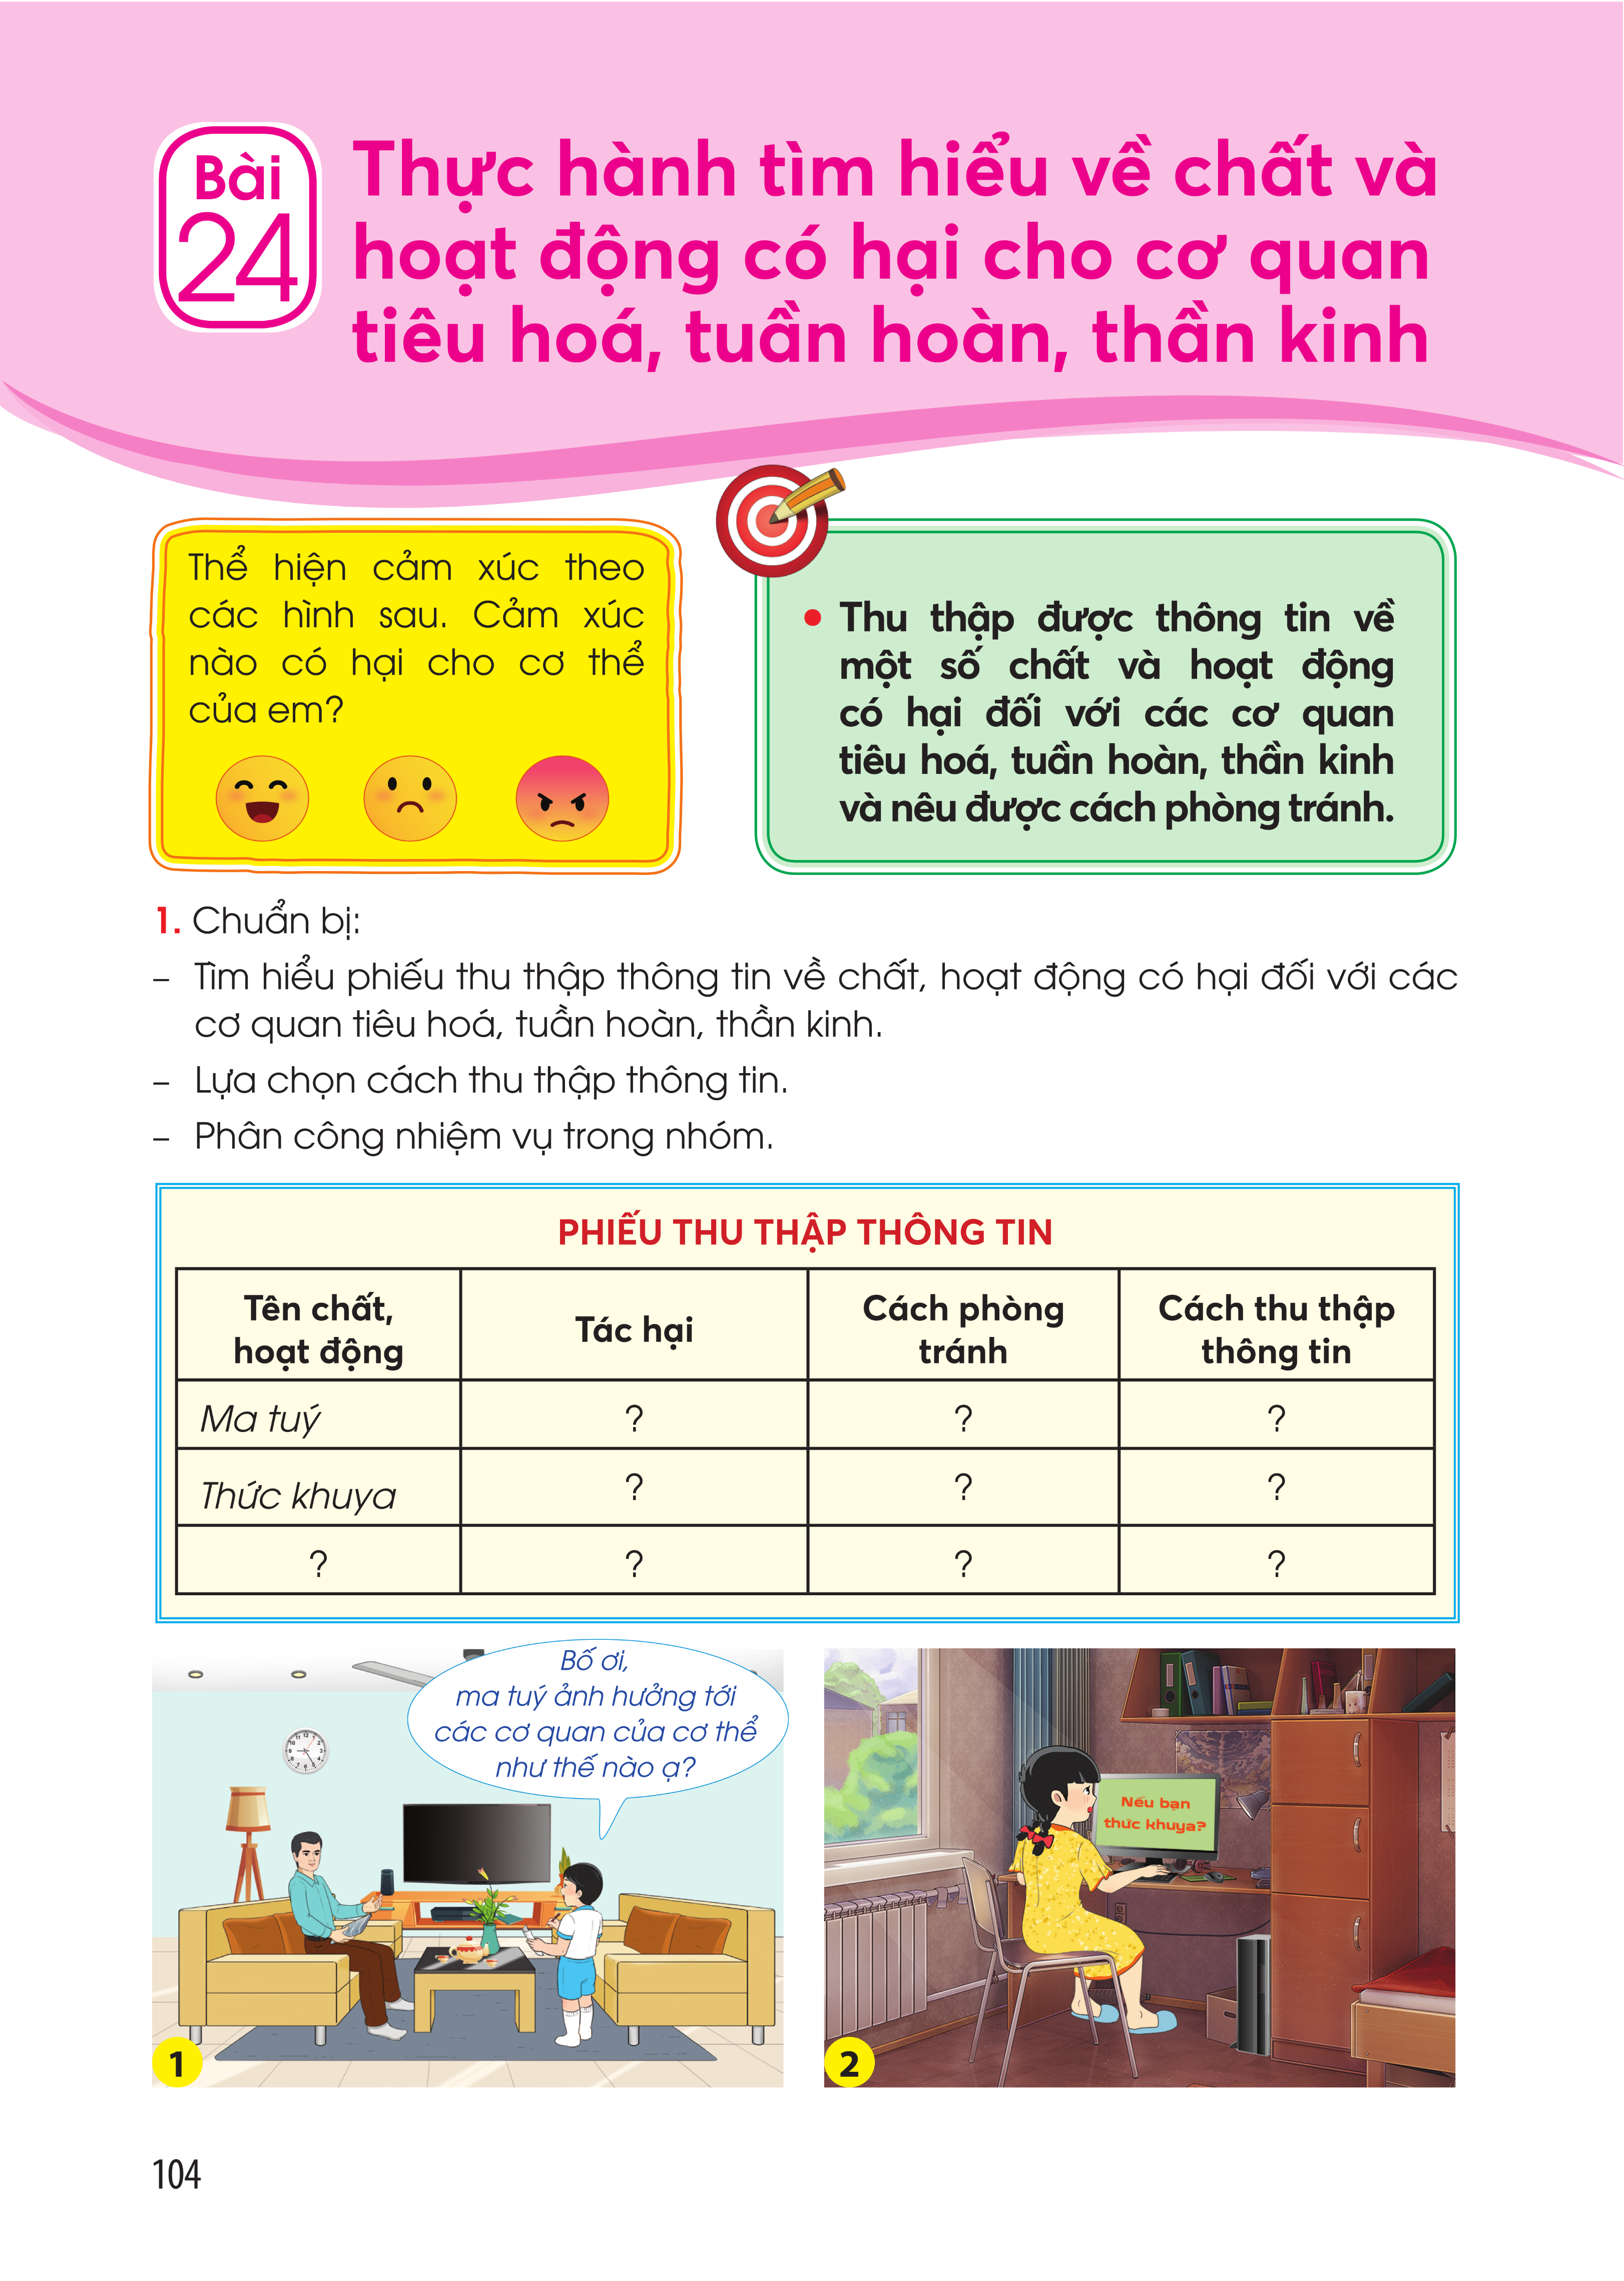 Bài
24
Thực hành tìm hiểu về chất và
hoạt động có hại cho cơ quan
tiêu hoá, tuần hoàn, thần kinh
Thể hiện cảm xúc theo
các hình sau. Cảm xúc
nào có hại cho cơ thể
của em?
• Thu thập được thông tin về
một số chất và hoạt động
có hại đối với các cơ quan
tiêu hoá, tuần hoàn, thần kinh
và nêu được cách phòng tránh.
1. Chuẩn bị:
– Tìm hiểu phiếu thu thập thông tin về chất, hoạt động có hại đối với các
cơ quan tiêu hoá, tuần hoàn, thần kinh.
– Lựa chọn cách thu thập thông tin.
– Phân công nhiệm vụ trong nhóm.
PHIẾU THU THẬP THÔNG TIN
Tên chất,
hoạt động
Tác hại
Cách phòng
tránh
Cách thu thập
thông tin
Ma tuý ? ? ?
Thức khuya ? ? ?
? ? ? ?
Bố ơi,
ma tuý ảnh hưởng tới
các cơ quan của cơ thể
như thế nào ạ?
1
Nếu bạn
thức khuya?
2
104